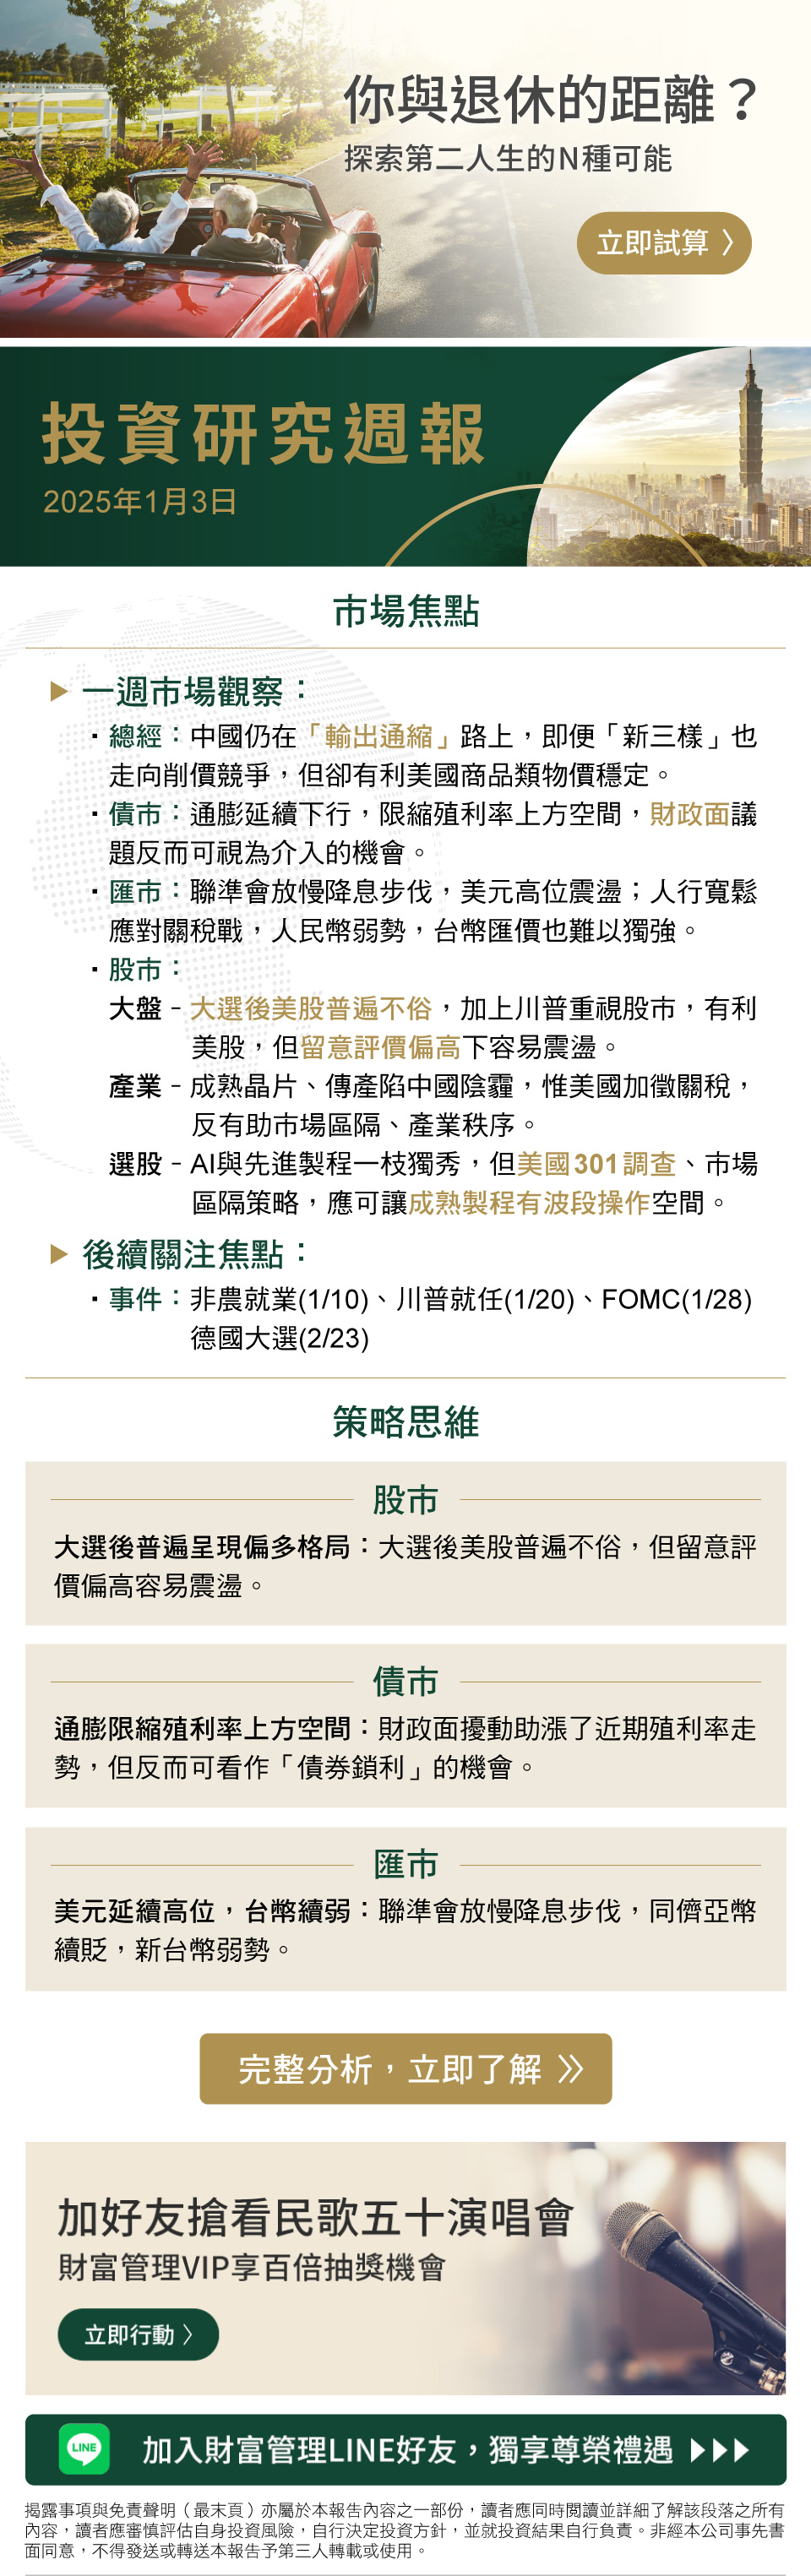 你與退休的距離？
探索第二人生的N種可能
立即試算 〉
投資研究週報
2025年1月3日
市場焦點
▶ 一週市場觀察：
・總經：中國仍在「輸出通縮」路上，即便「新三樣」也
走向削價競爭，但卻有利美國商品類物價穩定。
・債市：通膨延續下行，限縮殖利率上方空間，財政面議
題反而可視為介入的機會。
・匯市：聯準會放慢降息步伐，美元高位震盪；人行寬鬆
應對關稅戰，人民幣弱勢，台幣匯價也難以獨強。
・股市：
大盤－大選後美股普遍不俗，加上川普重視股市，有利
美股，但留意評價偏高下容易震盪。
產業－成熟晶片、傳產陷中國陰霾，惟美國加徵關稅，
反有助市場區隔、產業秩序。
選股－AI與先進製程一枝獨秀，但美國301調查、市場
區隔策略，應可讓成熟製程有波段操作空間。
▶ 後續關注焦點：
・事件：非農就業(1/10)、川普就任(1/20)、FOMC(1/28)
德國大選(2/23)
策略思維
股市
大選後普遍呈現偏多格局：大選後美股普遍不俗，但留意評
價偏高容易震盪。
債市
通膨限縮殖利率上方空間：財政面擾動助漲了近期殖利率走
勢，但反而可看作「債券鎖利」的機會。
匯市
美元延續高位，台幣續弱：聯準會放慢降息步伐，同儕亞幣
續貶，新台幣弱勢。
完整分析，立即了解 》
加好友搶看民歌五十演唱會
財富管理VIP享百倍抽獎機會
立即行動 〉
LINE 加入財富管理LINE好友，獨享尊榮禮遇 ▶▶▶
揭露事項與免責聲明（最末頁）亦屬於本報告內容之一部份，讀者應同時閱讀並詳細了解該段落之所有
內容，讀者應審慎評估自身投資風險，自行決定投資方針，並就投資結果自行負責。非經本公司事先書
面同意，不得發送或轉送本報告予第三人轉載或使用。